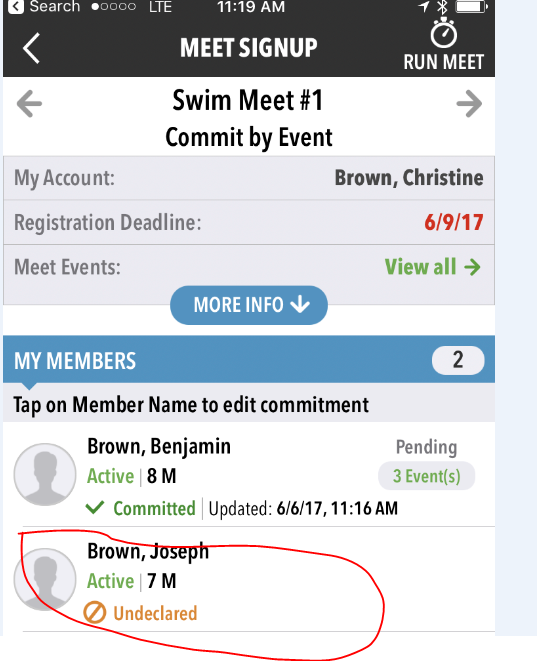 Search LTE 11:19 AM
MEET SIGNUP
RUN MEET
Swim Meet #1
Commit by Event
My Account: Brown, Christine
Registration Deadline: 6/9/17
Meet Events: View all
MORE INFO
MY MEMBERS 2
Tap on Member Name to edit commitment
Brown, Benjamin Pending
Active | 8 M 3 Event(s)
Committed | Updated: 6/6/17, 11:16 AM
Brown, Joseph
Active | 7 M
Undeclared